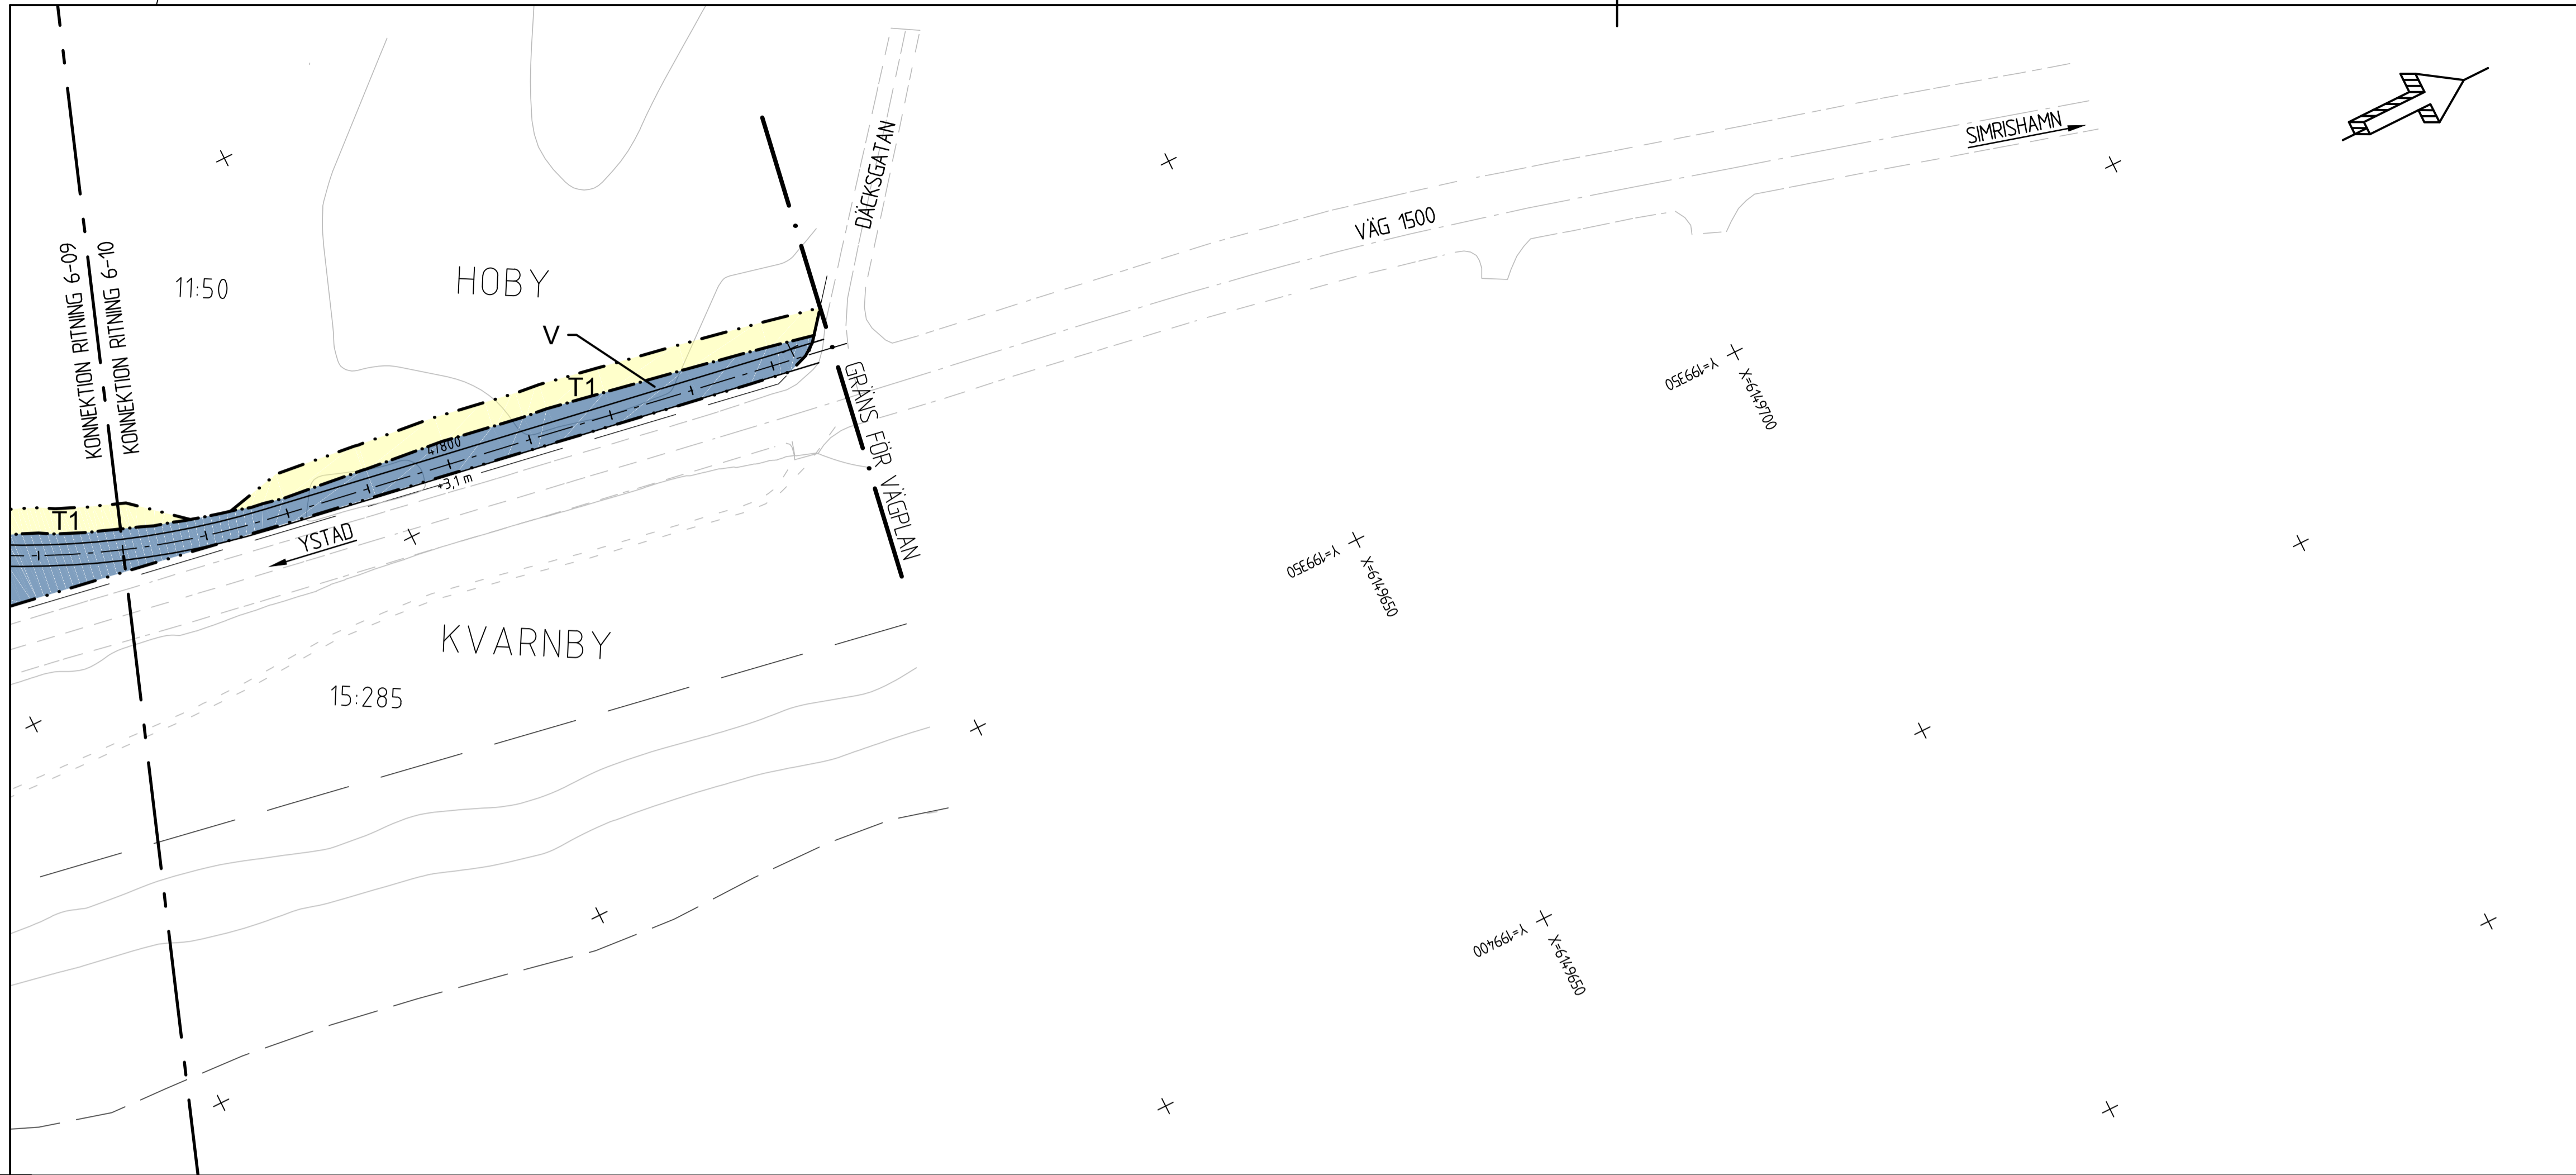 KONNEKTION RITNING 6-09
KONNEKTION RITNING 6-10
11:50
HOBY
V
T1
T1
47800
+3,1 m
YSTAD
DÄCKSGATAN
GRÄNS FÖR VÄGPLAN
VÄG 1500
SIMRISHAMN
KVARNBY
15:285
Y=199350
X=6149700
Y=199350
X=6149650
Y=199400
X=6149650